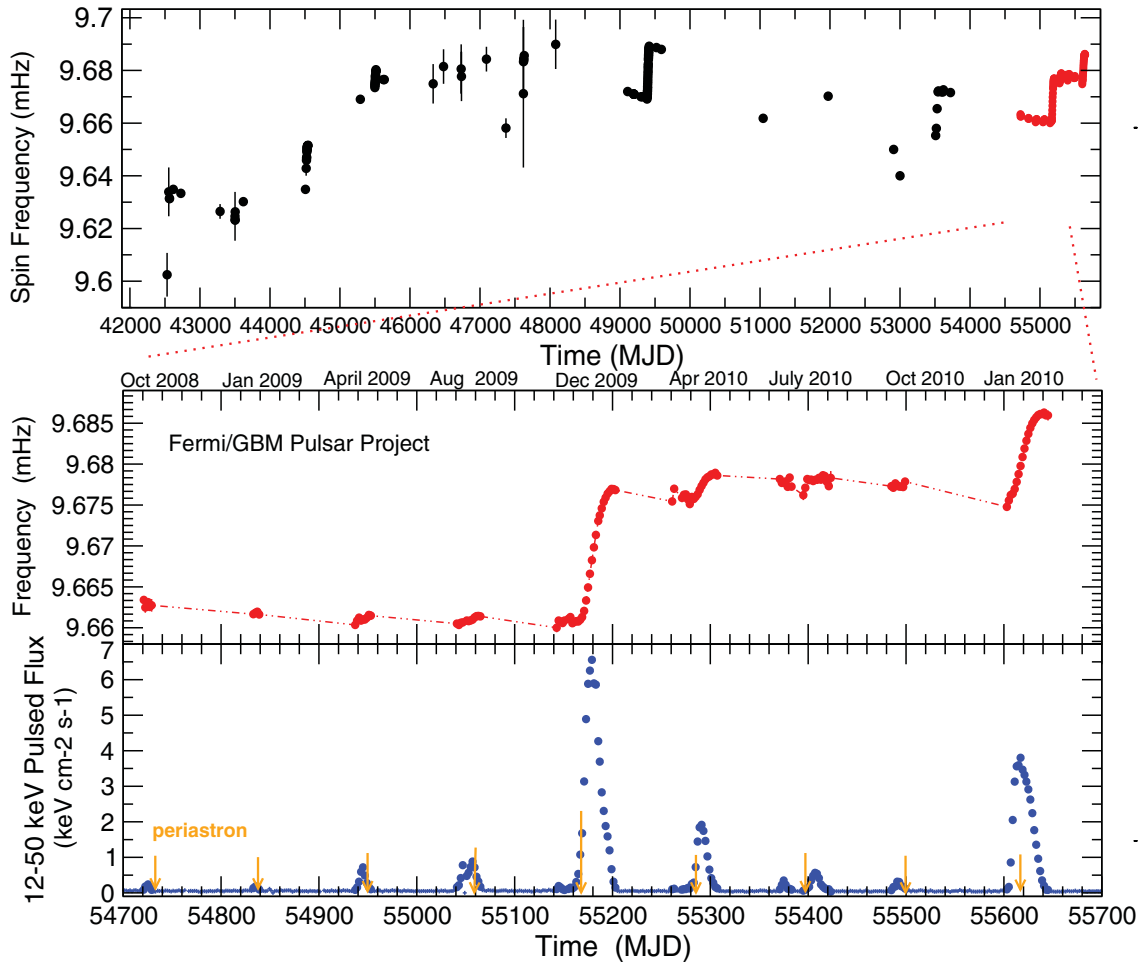 9.7
9.68
9.66
9.64
9.62
9.6
Spin Frequency (mHz)
42000 43000 44000 45000 46000 47000 48000 49000 50000 51000 52000 53000 54000 55000
Time (MJD)
Oct 2008 Jan 2009 April 2009 Aug 2009 Dec 2009 Apr 2010 July 2010 Oct 2010 Jan 2010
Fermi/GBM Pulsar Project
9.685
9.68
9.675
9.67
9.665
9.66
Frequency (mHz)
7
6
5
4
3
2
1
0
12-50 keV Pulsed Flux
(keV cm-2 s-1)
periastron
54700 54800 54900 55000 55100 55200 55300 55400 55500 55600 55700
Time (MJD)